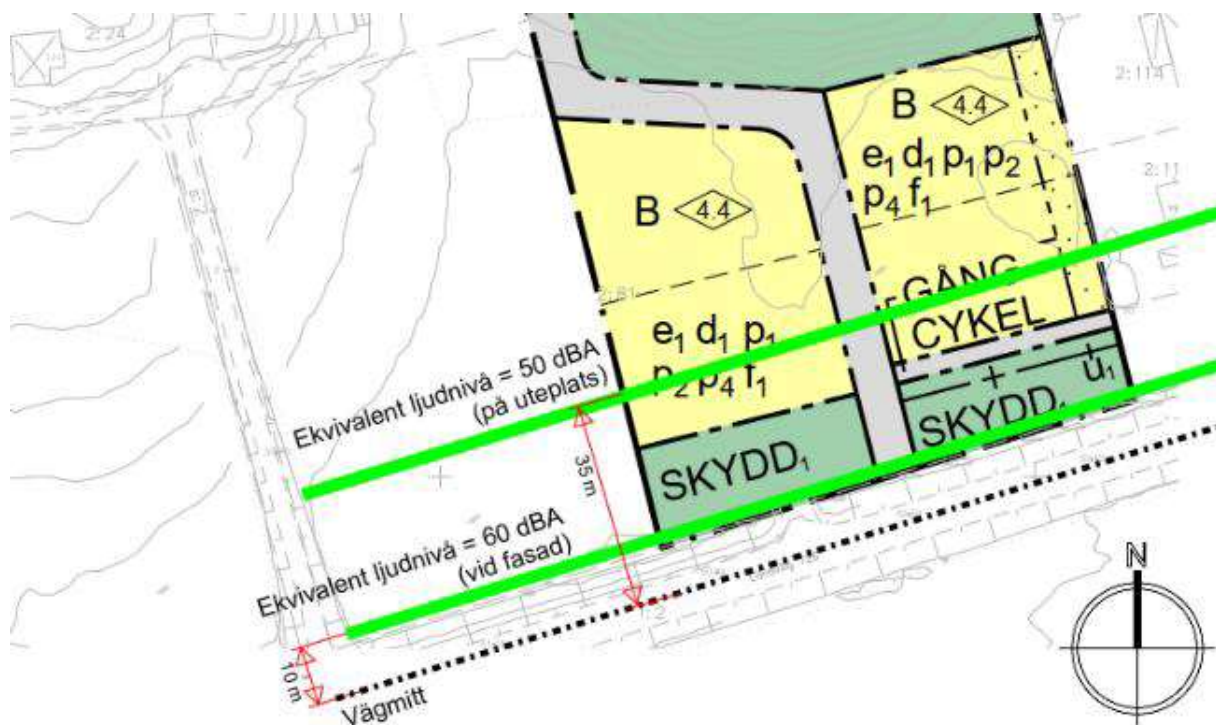 2:24
2:114
B 4.4
e₁ d₁ p₁ p₂
p₄ f₁
2:11
B 4.4
2:81
GÅNG
CYKEL
e₁ d₁ p₁
p₂ p₄ f₁
u₁
Ekvivalent ljudnivå = 50 dBA
(på uteplats)
35 m
SKYDD₁
SKYDD₁
Ekvivalent ljudnivå = 60 dBA
(vid fasad)
10 m
Vägmitt
N